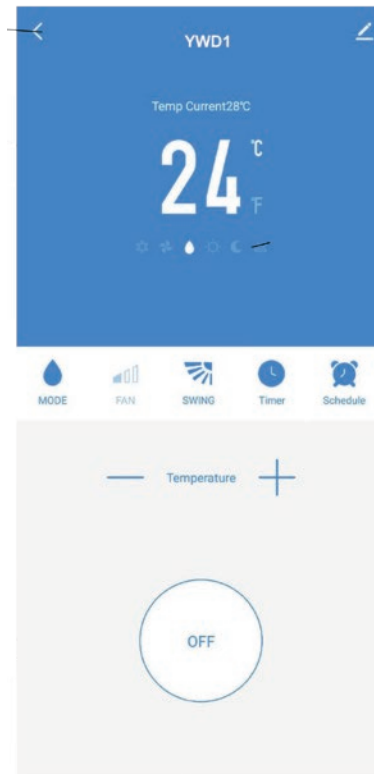 YWD1
Temp Current28℃
24 ℃
℉
MODE FAN SWING Timer Schedule
Temperature
OFF